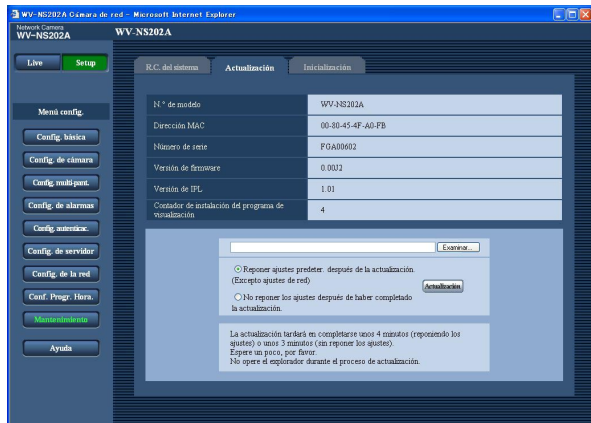 WV-NS202A Cámara de red - Microsoft Internet Explorer
Network Camera
WV-NS202A
WV-NS202A
Live
Setup
R.C. del sistema
Actualización
Inicialización
Menú config.
Config. básica
Config. de cámara
Config. multi-pant.
Config. de alarmas
Config. autenticac.
Config. de servidor
Config. de la red
Conf. Progr. Hora.
Mantenimiento
Ayuda
N.° de modelo WV-NS202A
Dirección MAC 00-80-45-4F-A0-FB
Número de serie FGA00602
Versión de firmware 0.00J2
Versión de IPL 1.01
Contador de instalación del programa de
visualización 4
Examinar...
Reponer ajustes predeter. después de la actualización.
(Excepto ajustes de red)
Actualización
No reponer los ajustes después de haber completado
la actualización.
La actualización tardará en completarse unos 4 minutos (reponiendo los
ajustes) o unos 3 minutos (sin reponer los ajustes).
Espere un poco, por favor.
No opere el explorador durante el proceso de actualización.